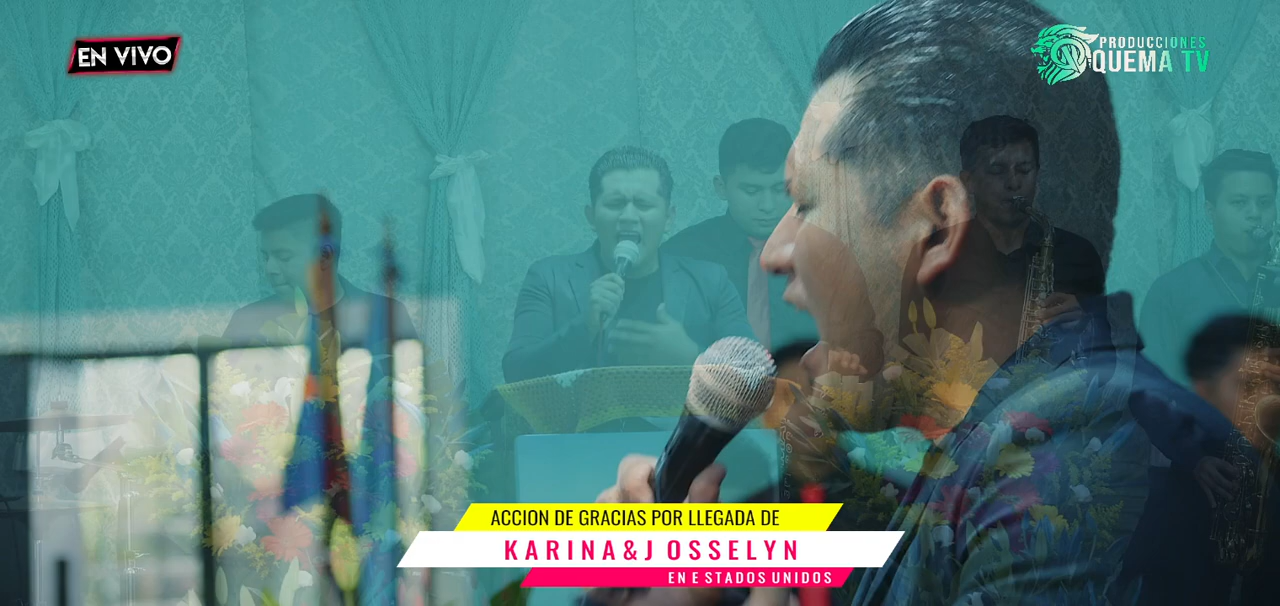 EN VIVO
PRODUCCIONES
QUEMA TV
ACCION DE GRACIAS POR LLEGADA DE
KARINA&J OSSELYN
EN E STADOS UNIDOS